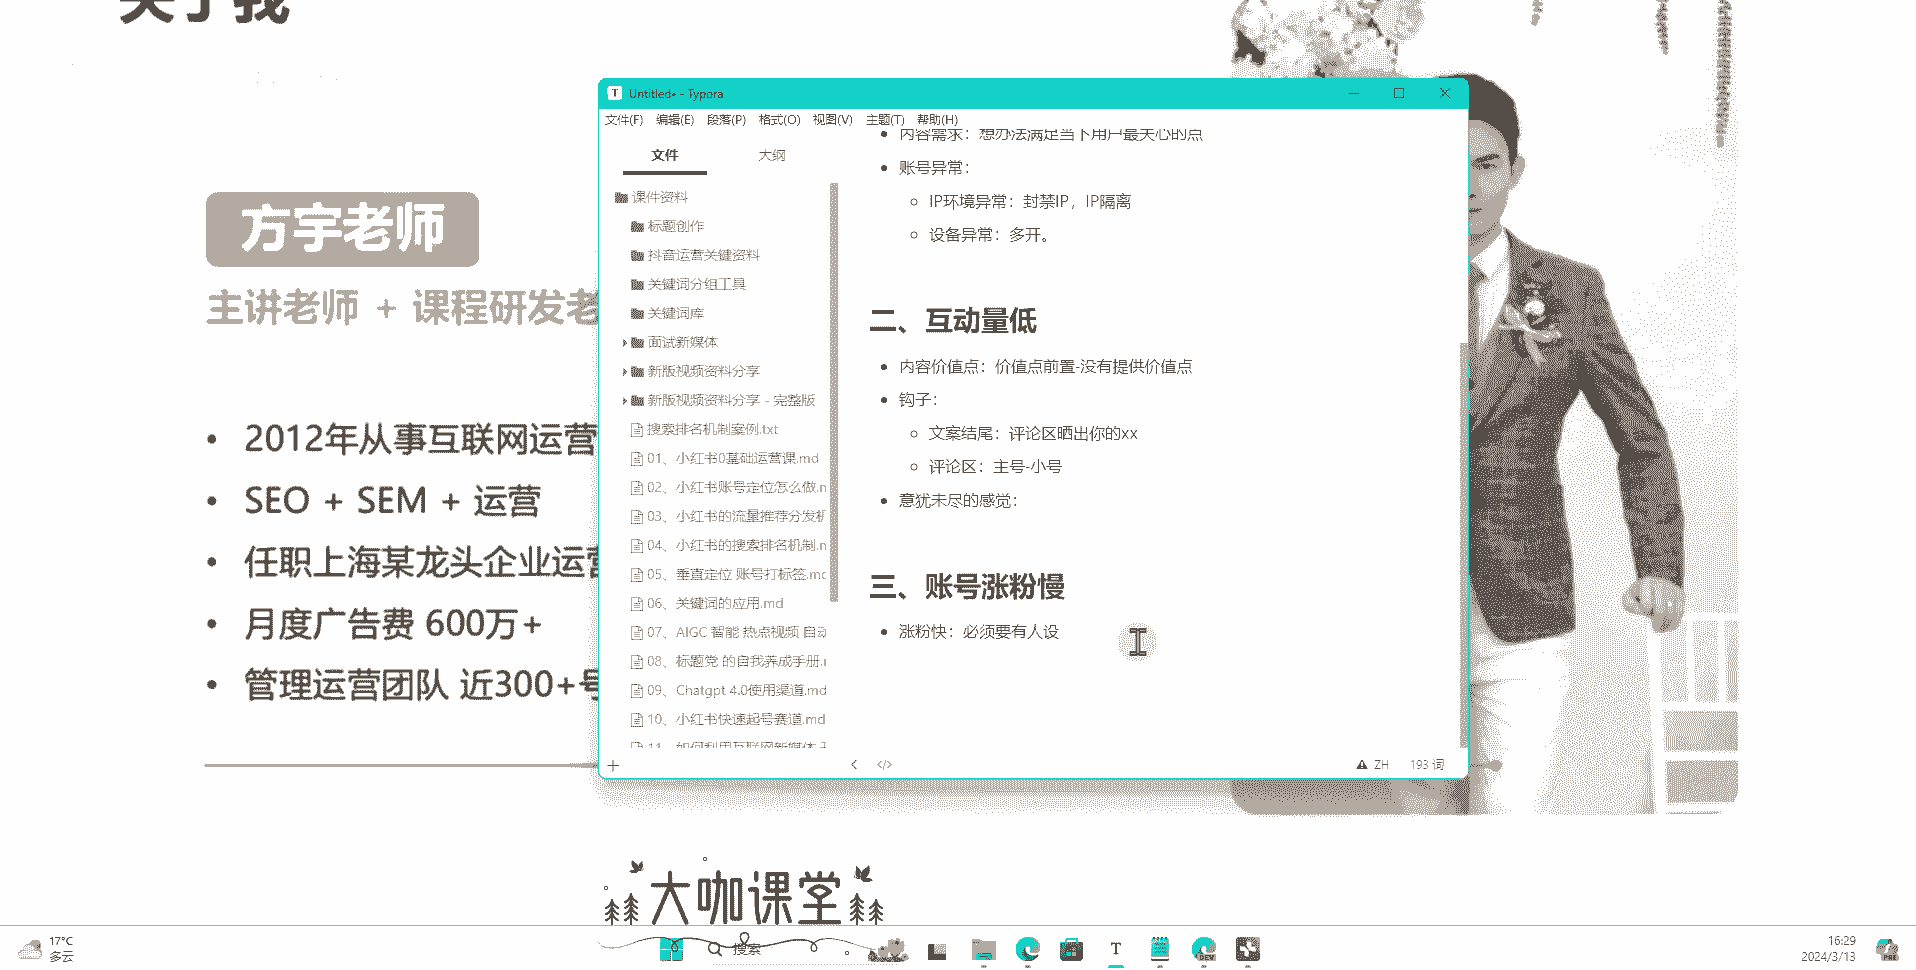 关于我
方宇老师
主讲老师 + 课程研发老
2012年从事互联网运营
SEO + SEM + 运营
任职上海某龙头企业运营
月度广告费 600万+
管理运营团队 近300+号
Untitled• - Typora
文件(F) 编辑(E) 段落(P) 格式(O) 视图(V) 主题(T) 帮助(H)
文件 大纲
课件资料
标题创作
抖音运营关键资料
关键词分组工具
关键词库
面试新媒体
新版视频资料分享
新版视频资料分享 - 完整版
搜索排名机制案例.txt
01、小红书0基础运营课.md
02、小红书账号定位怎么做.n
03、小红书的流量推荐分发机
04、小红书的搜索排名机制.n
05、垂直定位 账号打标签.mc
06、关键词的应用.md
07、AIGC 智能 热点视频 自动
08、标题党 的自我养成手册.r
09、Chatgpt 4.0使用渠道.md
10、小红书快速起号赛道.md
11、如何利用互联网新媒体
内容需求：想办法满足当下用户最关心的点
账号异常：
IP环境异常：封禁IP，IP隔离
设备异常：多开。
二、互动量低
内容价值点：价值点前置-没有提供价值点
钩子：
文案结尾：评论区晒出你的xx
评论区：主号-小号
意犹未尽的感觉：
三、账号涨粉慢
涨粉快：必须要有人设
ZH 193 词
大咖课堂
17°C
多云
搜索
T
DEV
16:29
2024/3/13
PRE